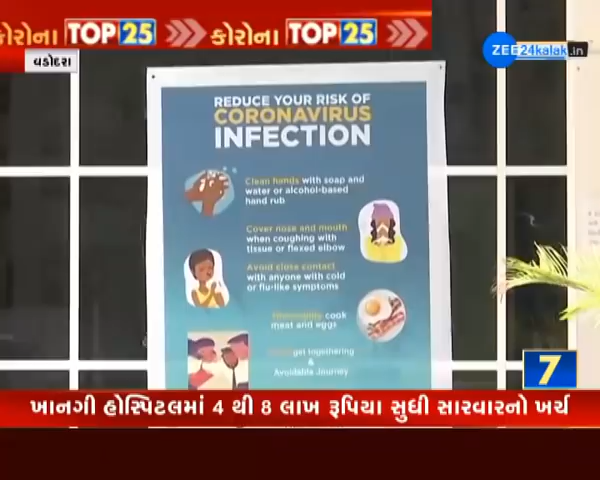 કોરોના TOP 25 કોરોના TOP 25
વડોદરા
ZEE 24kalak.in
REDUCE YOUR RISK OF
CORONAVIRUS
INFECTION
Clean hands with soap and
water or alcohol-based
hand rub
Cover nose and mouth
when coughing with
tissue or flexed elbow
Avoid close contact
with anyone with cold
or flu-like symptoms
Thoroughly cook
meat and eggs
get togethering
&
Avoidable Journey
7
ખાનગી હોસ્પિટલમાં 4 થી 8 લાખ રૂપિયા સુધી સારવારનો ખર્ચ